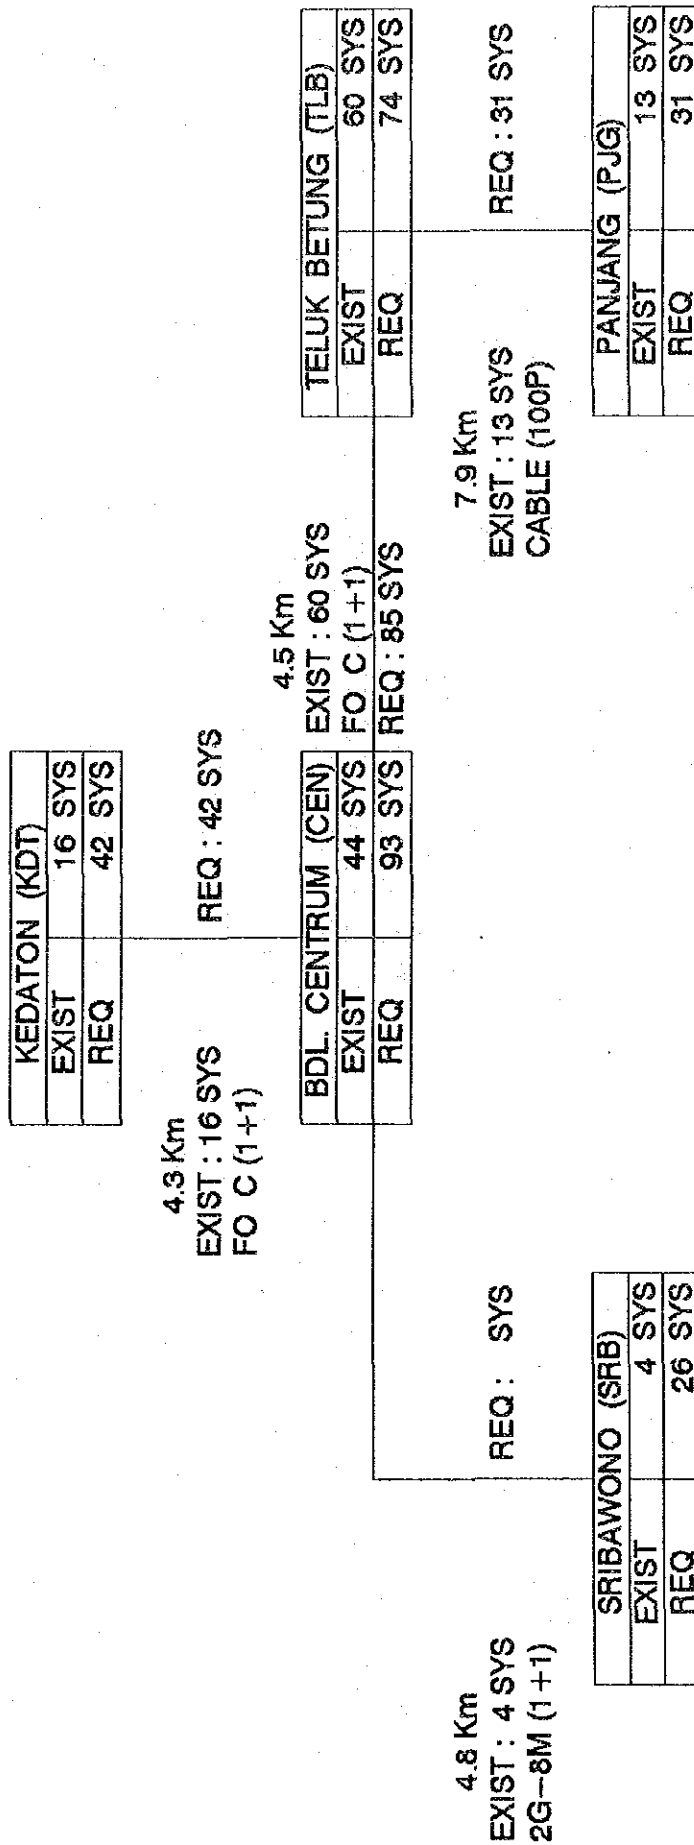 KEDATON (KDT)
EXIST 16 SYS
REQ 42 SYS
4.3 Km
EXIST : 16 SYS
FO C (1+1)
REQ : 42 SYS
BDL. CENTRUM (CEN)
EXIST 44 SYS
REQ 93 SYS
4.5 Km
EXIST : 60 SYS
FO C (1+1)
REQ : 85 SYS
TELUK BETUNG (TLB)
EXIST 60 SYS
REQ 74 SYS
4.8 Km
EXIST : 4 SYS
2G-8M (1+1)
REQ : SYS
7.9 Km
EXIST : 13 SYS
CABLE (100P)
REQ : 31 SYS
SRIBAWONO (SRB)
EXIST 4 SYS
REQ 26 SYS
PANJANG (PJG)
EXIST 13 SYS
REQ 31 SYS